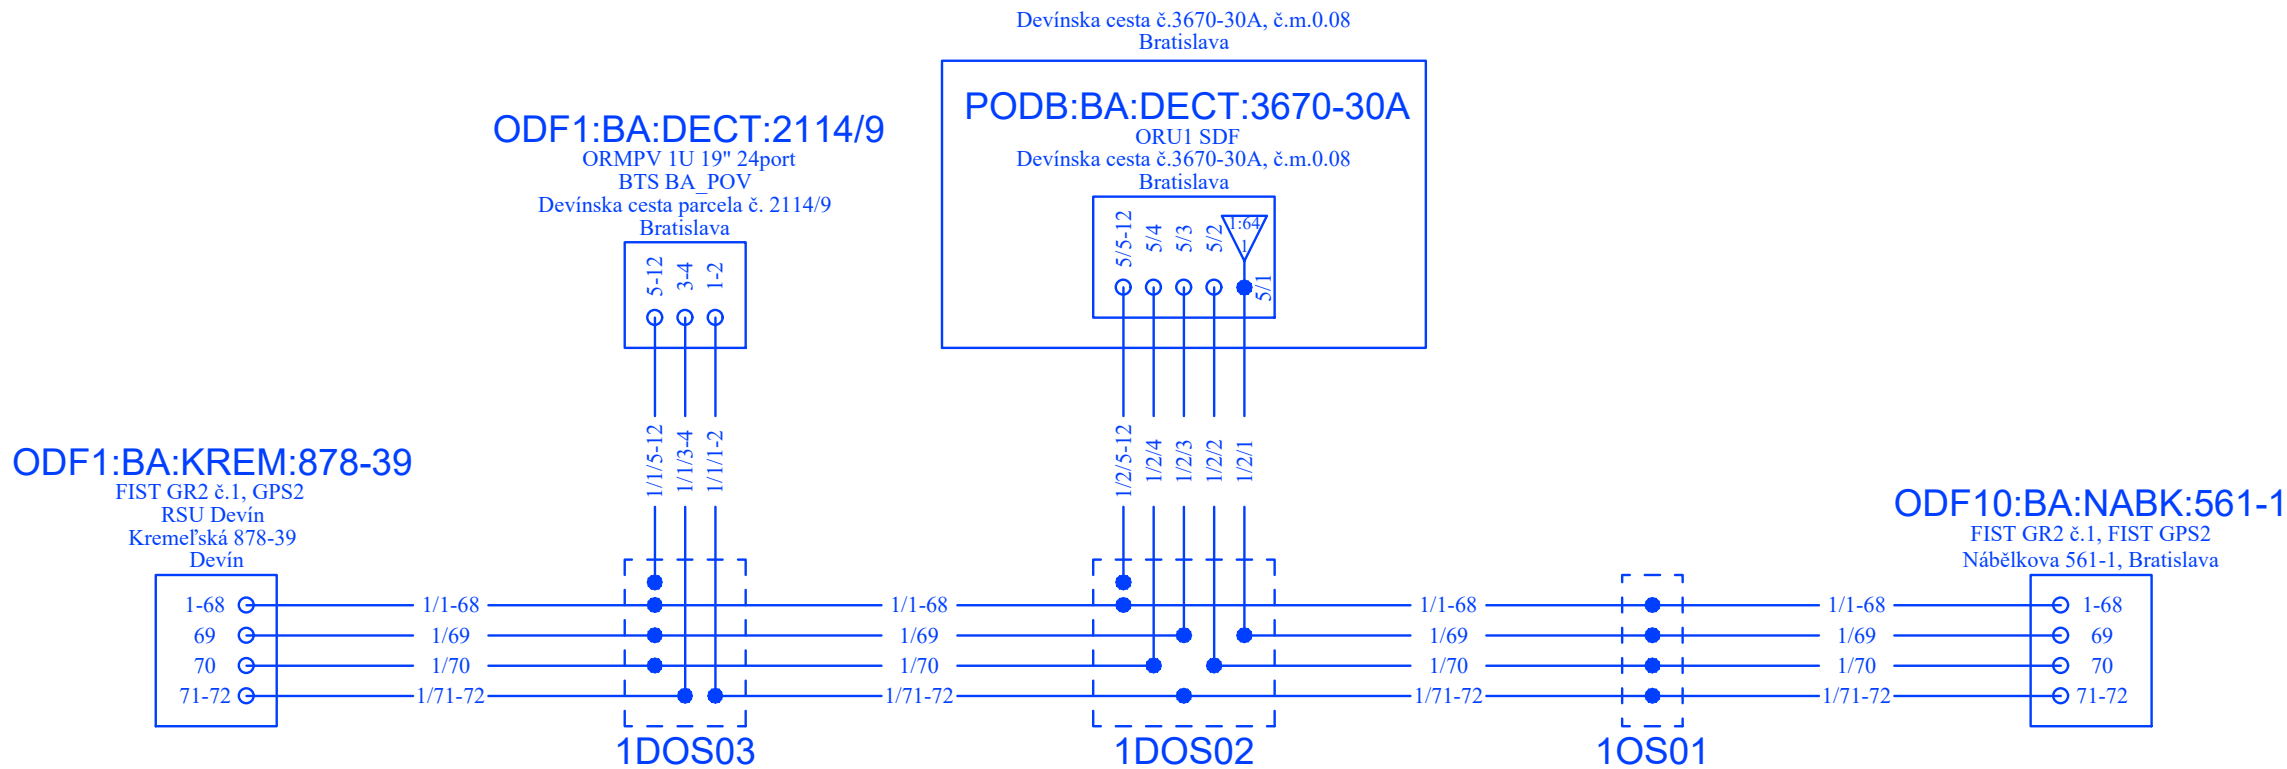 Devínska cesta č.3670-30A, č.m.0.08
Bratislava
PODB:BA:DECT:3670-30A
ORU1 SDF
Devínska cesta č.3670-30A, č.m.0.08
Bratislava
5/5-12
5/4
5/3
5/2
1:64
1
5/1
ODF1:BA:DECT:2114/9
ORMPV 1U 19" 24port
BTS BA_POV
Devínska cesta parcela č. 2114/9
Bratislava
5-12
3-4
1-2
1/1/5-12
1/1/3-4
1/1/1-2
1/2/5-12
1/2/4
1/2/3
1/2/2
1/2/1
ODF1:BA:KREM:878-39
FIST GR2 č.1, GPS2
RSU Devín
Kremeľská 878-39
Devín
ODF10:BA:NABK:561-1
FIST GR2 č.1, FIST GPS2
Nábělkova 561-1, Bratislava
1-68 1/1-68 1/1-68 1/1-68 1/1-68 1-68
69 1/69 1/69 1/69 1/69 69
70 1/70 1/70 1/70 1/70 70
71-72 1/71-72 1/71-72 1/71-72 1/71-72 71-72
1DOS03 1DOS02 1OS01